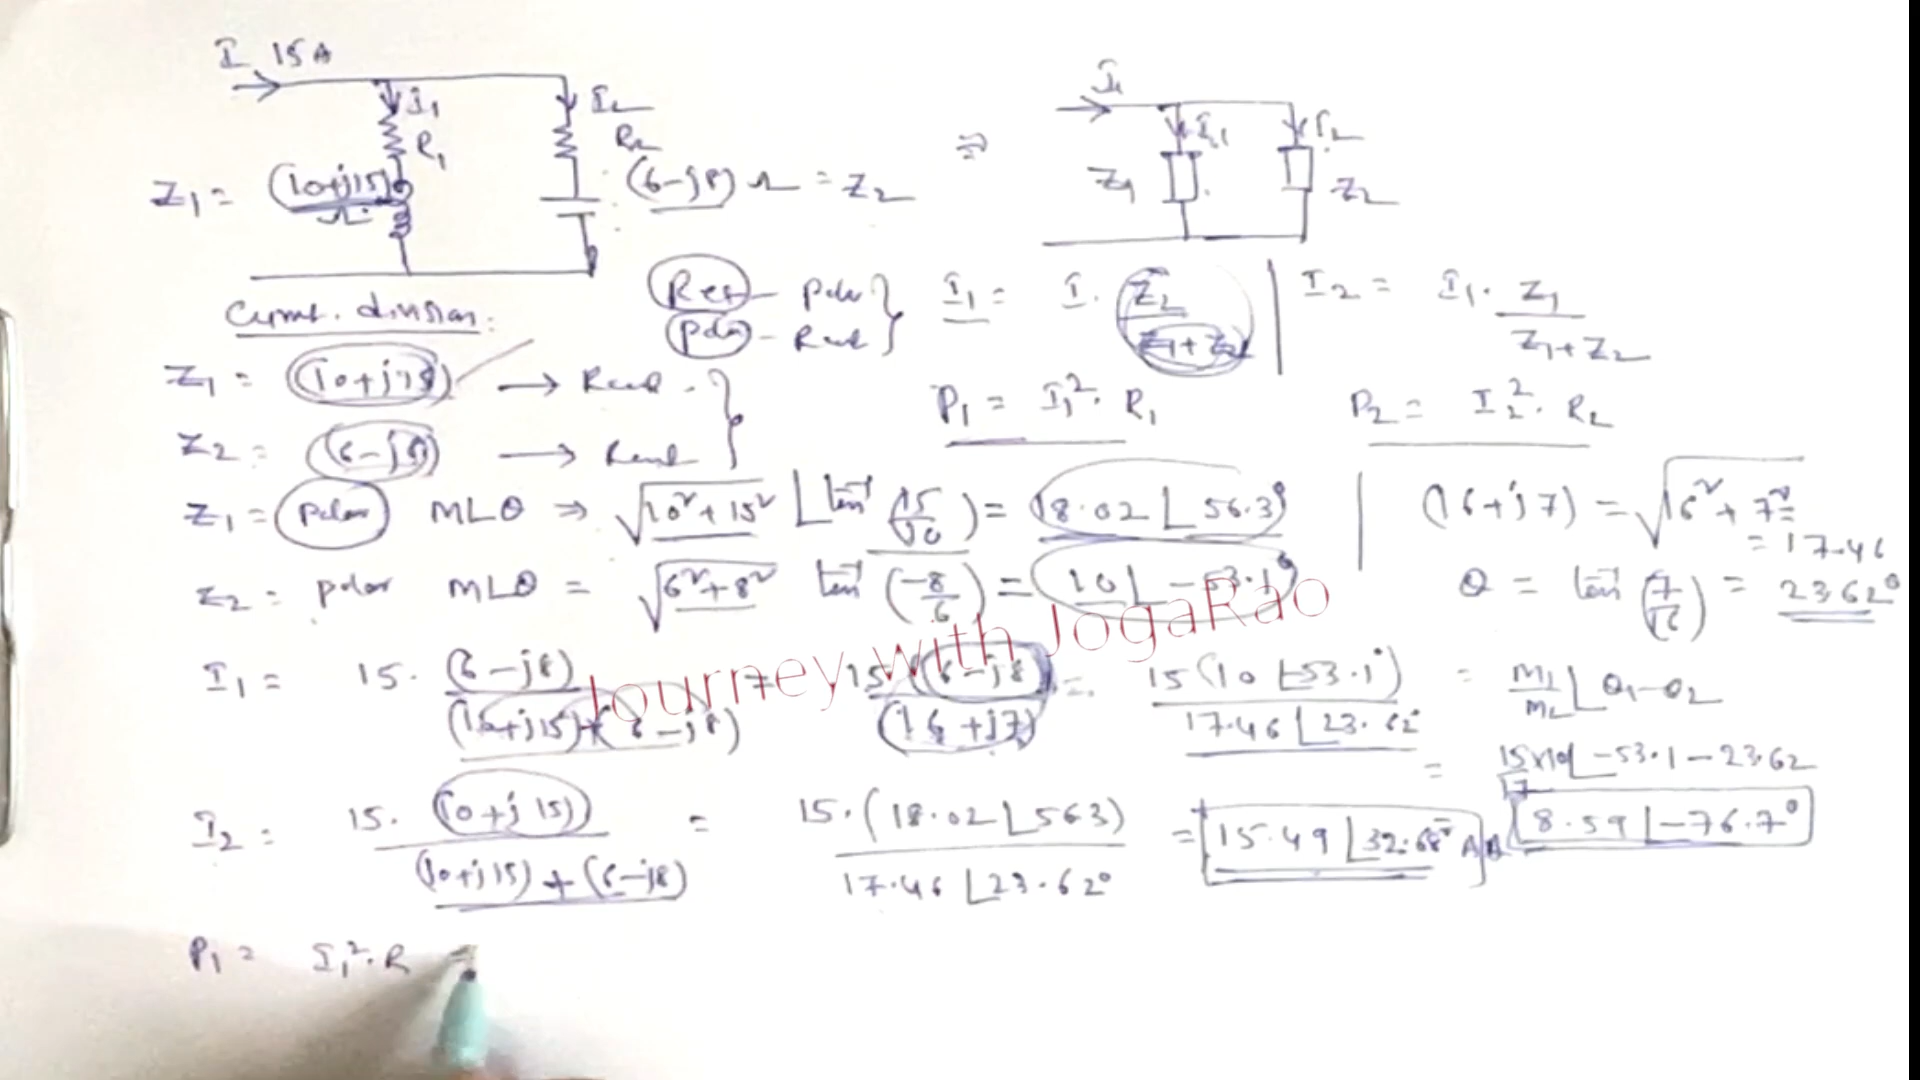 I 15A
I₁
I₂
R₁
R₂
Z₁ = (10+j15) Ω
(6-j8) Ω = Z₂
⇒
I₁
I₁
I₂
Z₁
Z₂
Current. division:
Rect - polar
polar - Rect
I₁ = I. Z₂ / Z₁+Z₂
I₂ = I₁. Z₁ / Z₁+Z₂
Z₁ = (10+j15) → Rect.
Z₂ = (6-j8) → Rect
P₁ = I₁². R₁
P₂ = I₂². R₂
Z₁ = polar M∠θ ⇒ √10²+15² ∠tan⁻¹ (15/10) = 18.02 ∠56.3°
Z₂ = polar M∠θ = √6²+8² tan⁻¹ (-8/6) = 10∠-53.1°
(16+j7) = √16²+7² =
= 17.46
θ = tan⁻¹ (7/16) = 23.62°
I₁ = 15. (6-j8) / (10+j15)+(6-j8) ⇒ 15 (6-j8) / (16+j7) = 15(10 ∠-53.1°) / 17.46 ∠23.62° = M₁/M₂ ∠θ₁-θ₂
= 15×10∠-53.1-23.62 / 17
8.59 ∠-76.7°
I₂ = 15. (10+j15) / (10+j15)+(6-j8) = 15.(18.02∠56.3) / 17.46 ∠23.62° = 15.49 ∠32.68° A
P₁ = I₁². R =
Journey with JogaRao